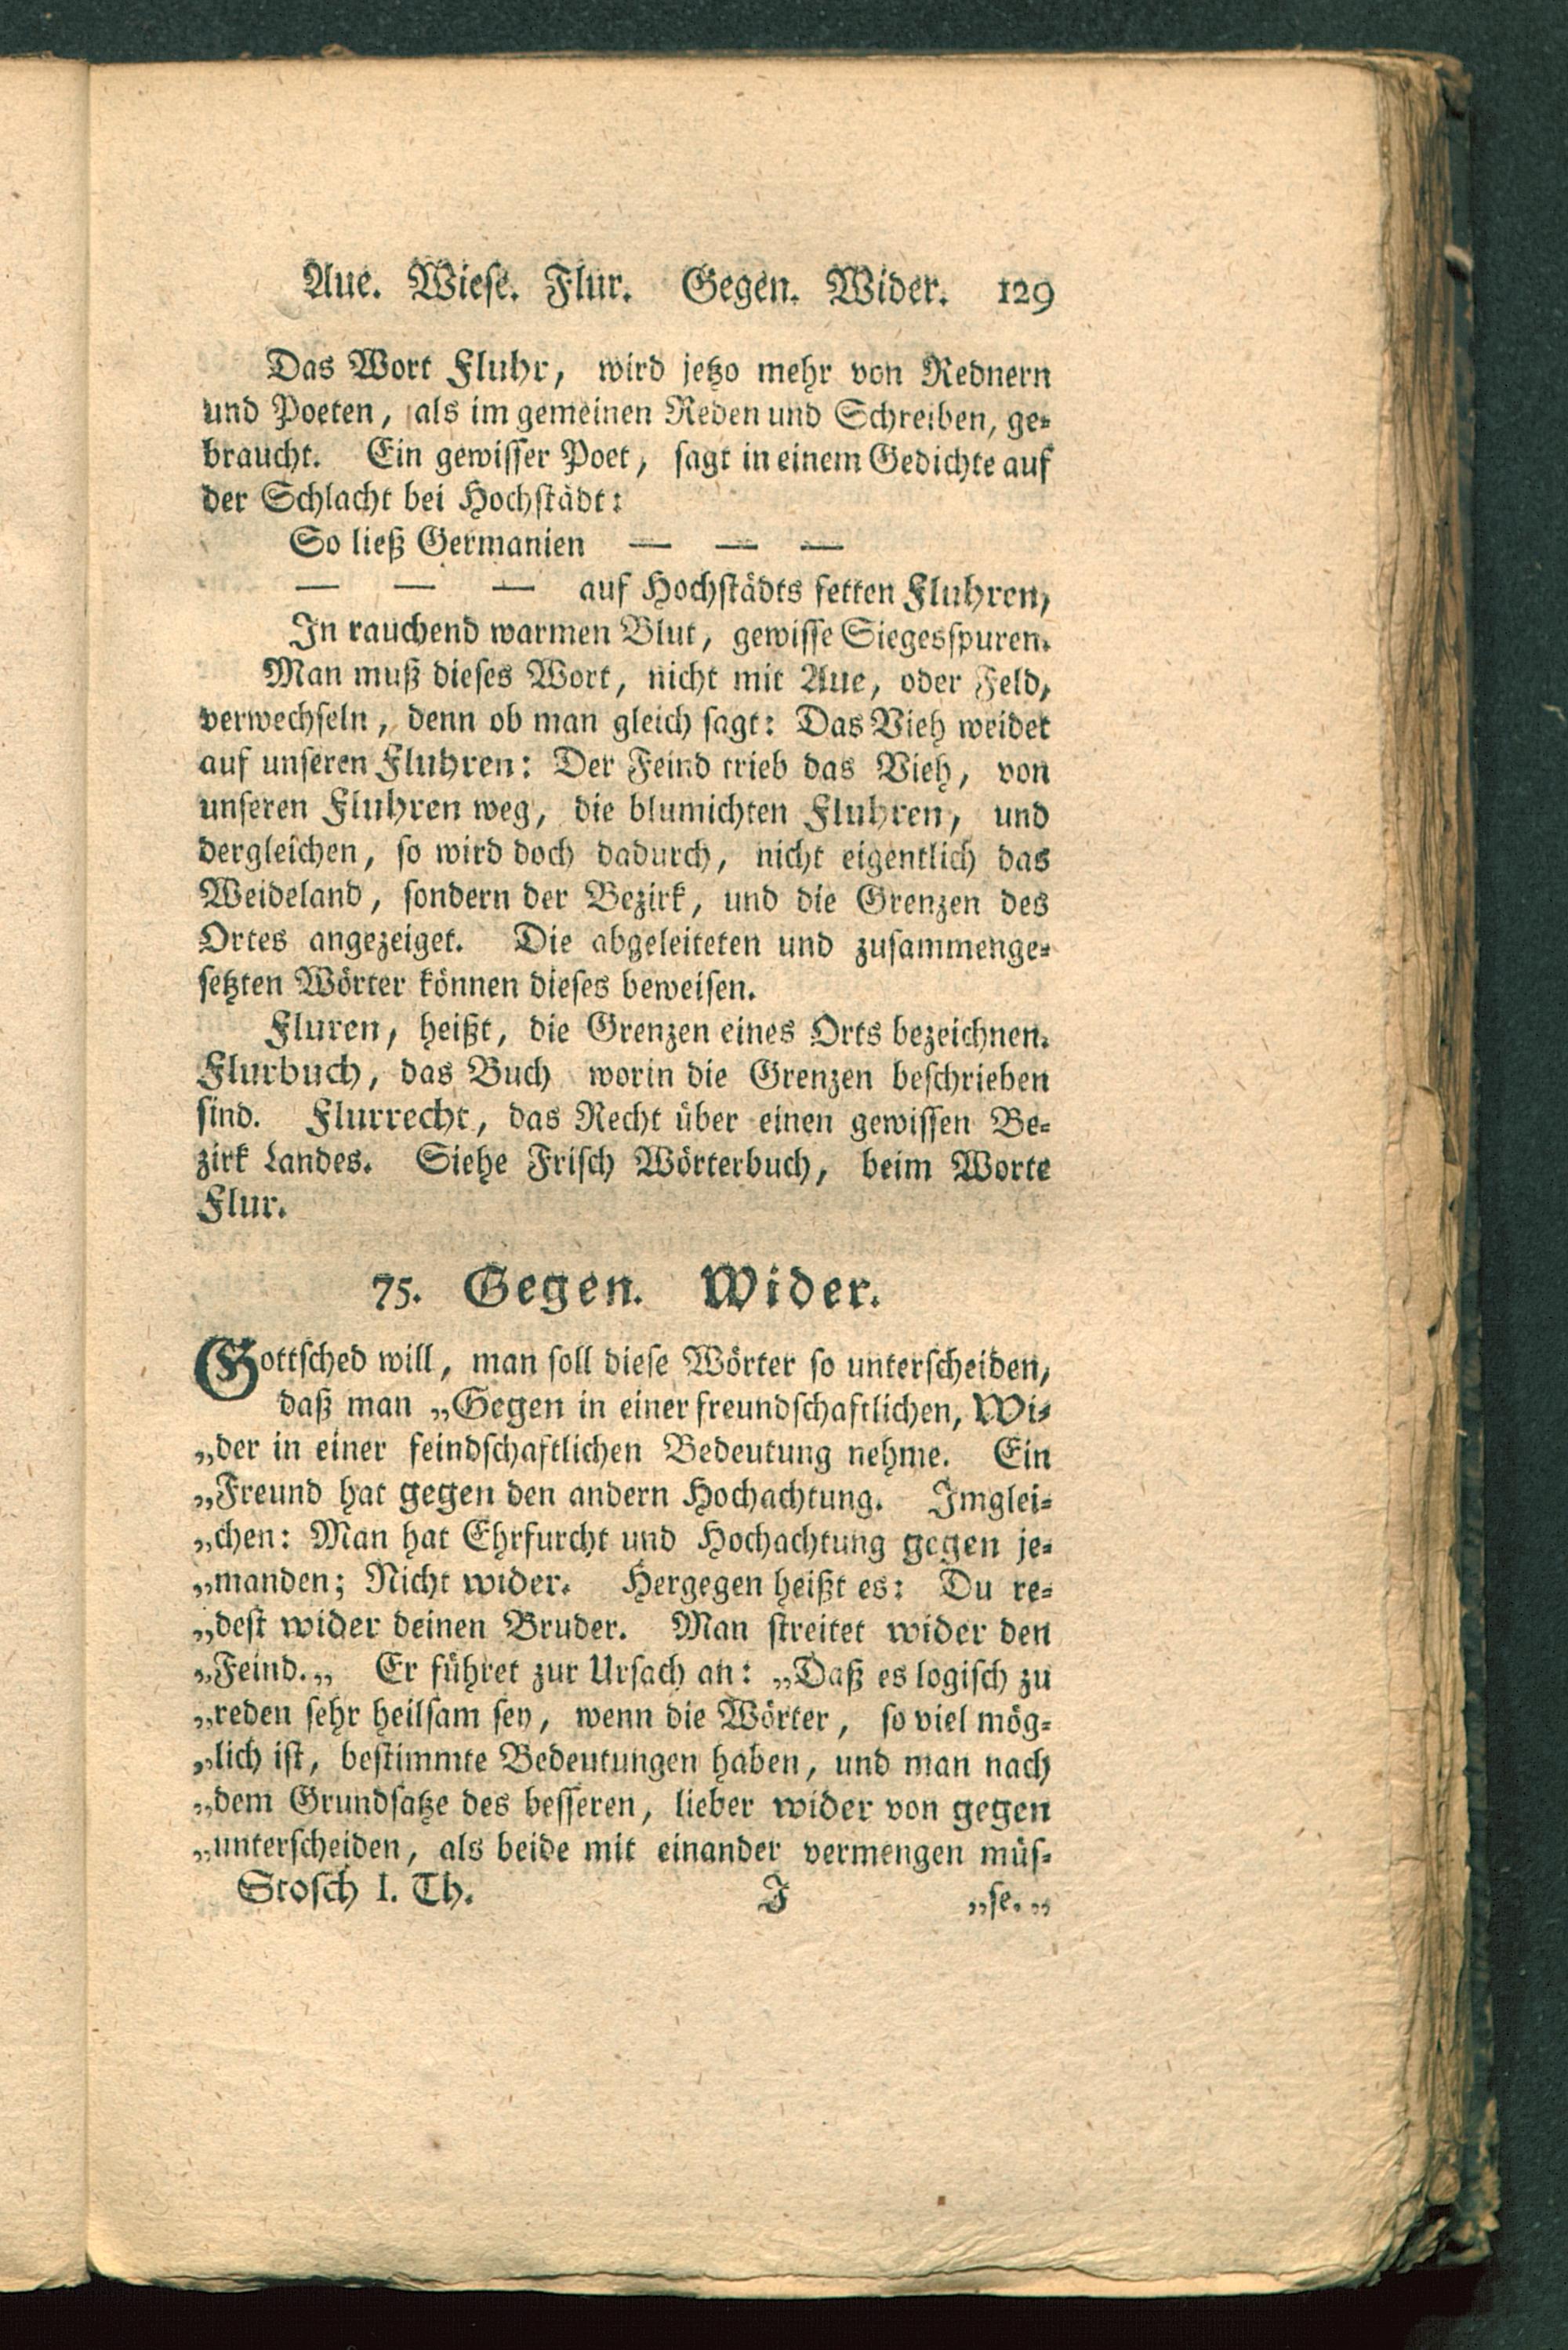 Aue. Wiese. Flur. Gegen. Wider. 129
Das Wort Fluhr, wird jetzo mehr von Rednern
und Poeten, als im gemeinen Reden und Schreiben, ge-
braucht. Ein gewisser Poet, sagt in einem Gedichte auf
der Schlacht bei Hochstädt:
So ließ Germanien — — —
— — — auf Hochstädts fetten Fluhren,
In rauchend warmen Blut, gewisse Siegesspuren.
Man muß dieses Wort, nicht mit Aue, oder Feld,
verwechseln, denn ob man gleich sagt: Das Vieh weidet
auf unseren Fluhren: Der Feind trieb das Vieh, von
unseren Fluhren weg, die blumichten Fluhren, und
dergleichen, so wird doch dadurch, nicht eigentlich das
Weideland, sondern der Bezirk, und die Grenzen des
Ortes angezeiget. Die abgeleiteten und zusammenge-
setzten Wörter können dieses beweisen.
Fluren, heißt, die Grenzen eines Orts bezeichnen.
Flurbuch, das Buch worin die Grenzen beschrieben
sind. Flurrecht, das Recht über einen gewissen Be-
zirk Landes. Siehe Frisch Wörterbuch, beim Worte
Flur.
75. Gegen. Wider.
Gottsched will, man soll diese Wörter so unterscheiden,
daß man „Gegen in einer freundschaftlichen, Wi-
„der in einer feindschaftlichen Bedeutung nehme. Ein
„Freund hat gegen den andern Hochachtung. Imglei-
„chen: Man hat Ehrfurcht und Hochachtung gegen je-
„manden; Nicht wider. Hergegen heißt es: Du re-
„dest wider deinen Bruder. Man streitet wider den
„Feind.„ Er führet zur Ursach an: „Daß es logisch zu
„reden sehr heilsam sey, wenn die Wörter, so viel mög-
„lich ist, bestimmte Bedeutungen haben, und man nach
„dem Grundsatze des besseren, lieber wider von gegen
„unterscheiden, als beide mit einander vermengen müs-
Stosch I. Th. J „se.„